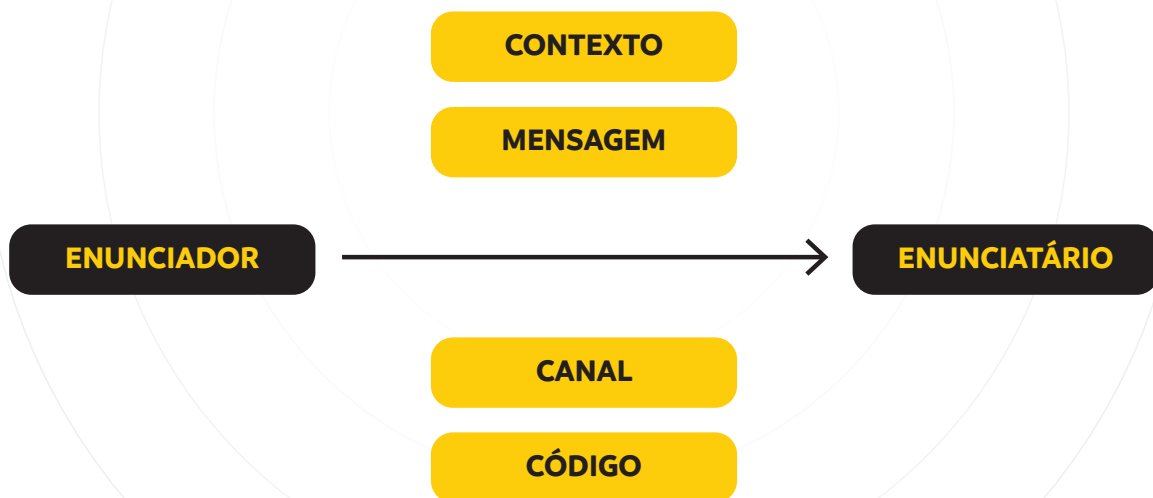 CONTEXTO
MENSAGEM
ENUNCIADOR
ENUNCIATÁRIO
CANAL
CÓDIGO